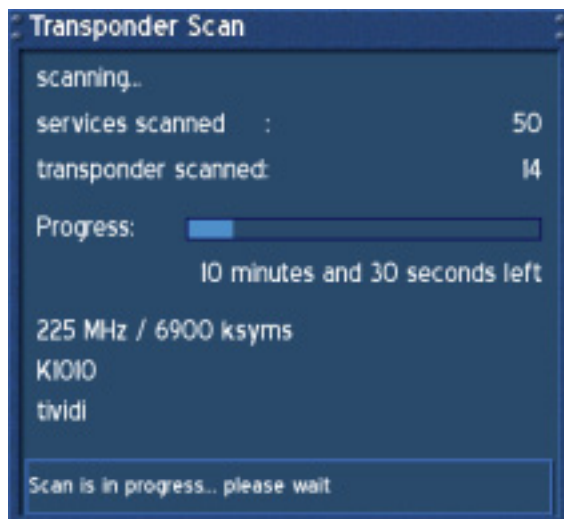 Transponder Scan
scanning...
services scanned : 50
transponder scanned: 14
Progress:
10 minutes and 30 seconds left
225 MHz / 6900 ksyms
K1010
tividi
Scan is in progress... please wait